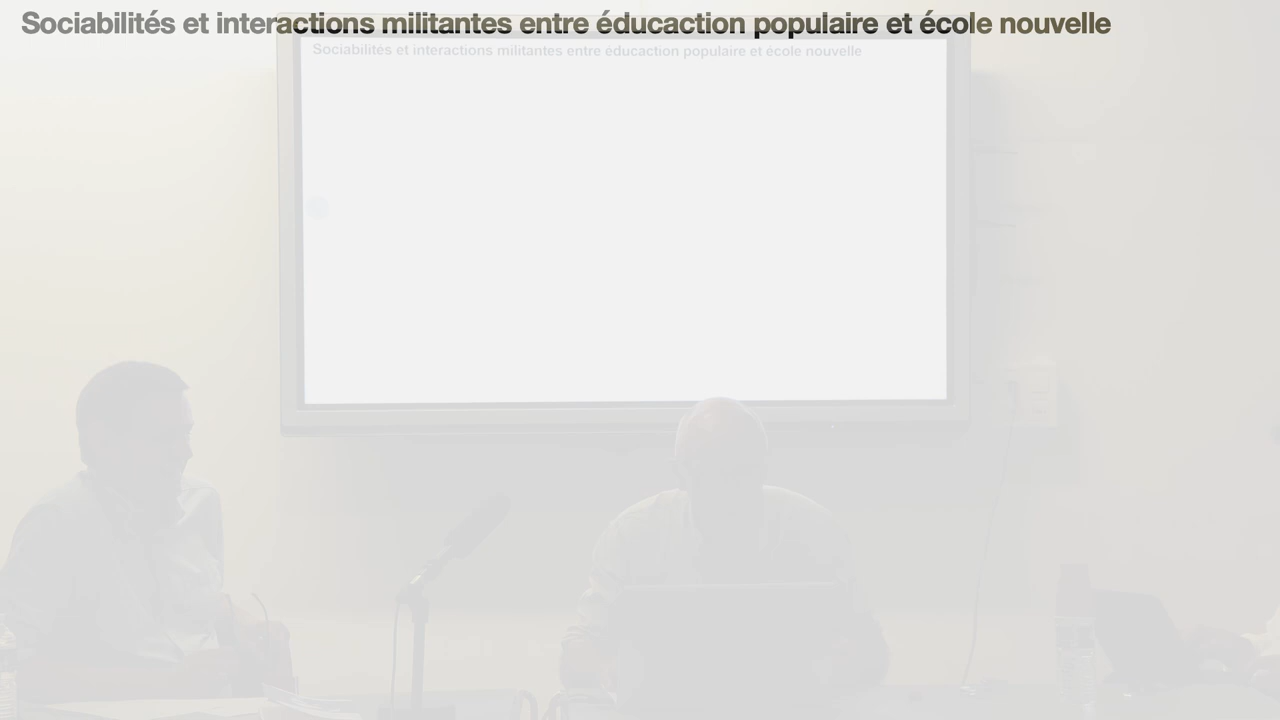 Sociabilités et interactions militantes entre éducaction populaire et école nouvelle
Sociabilités et interactions militantes entre éducaction populaire et école nouvelle